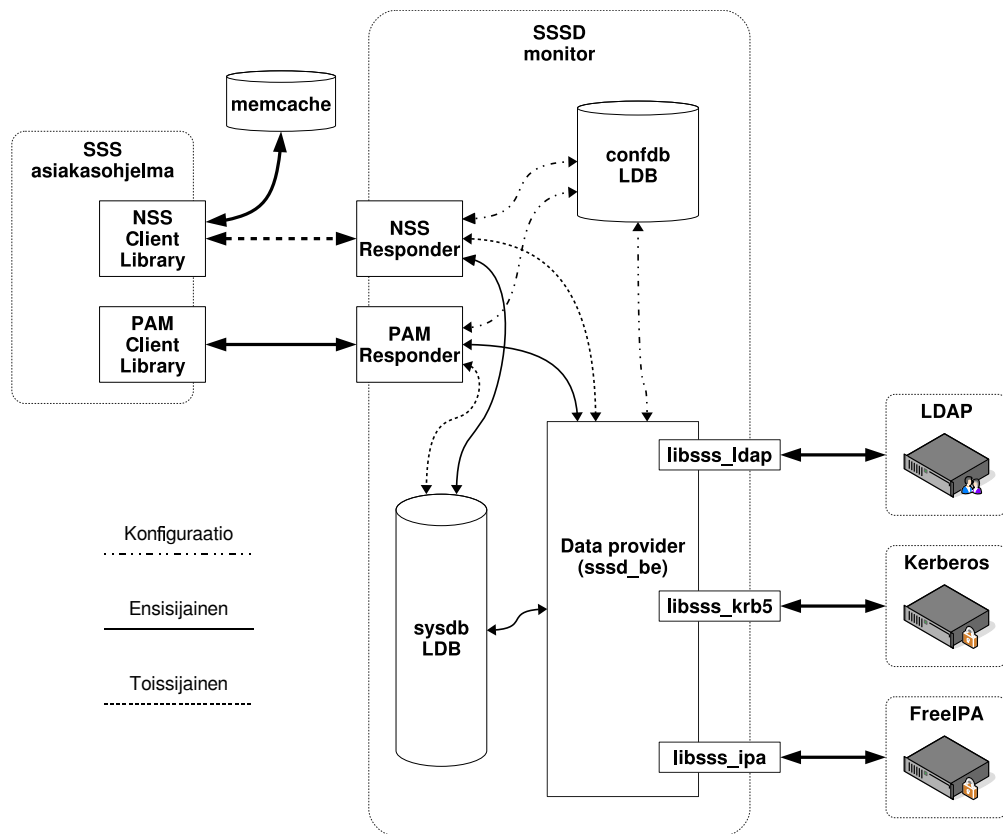 SSSD
monitor
memcache
SSS
asiakasohjelma
confdb
LDB
NSS
Client
Library
NSS
Responder
PAM
Client
Library
PAM
Responder
LDAP
libsss_ldap
Konfiguraatio
Data provider
(sssd_be)
Kerberos
Ensisijainen
libsss_krb5
sysdb
LDB
Toissijainen
FreeIPA
libsss_ipa